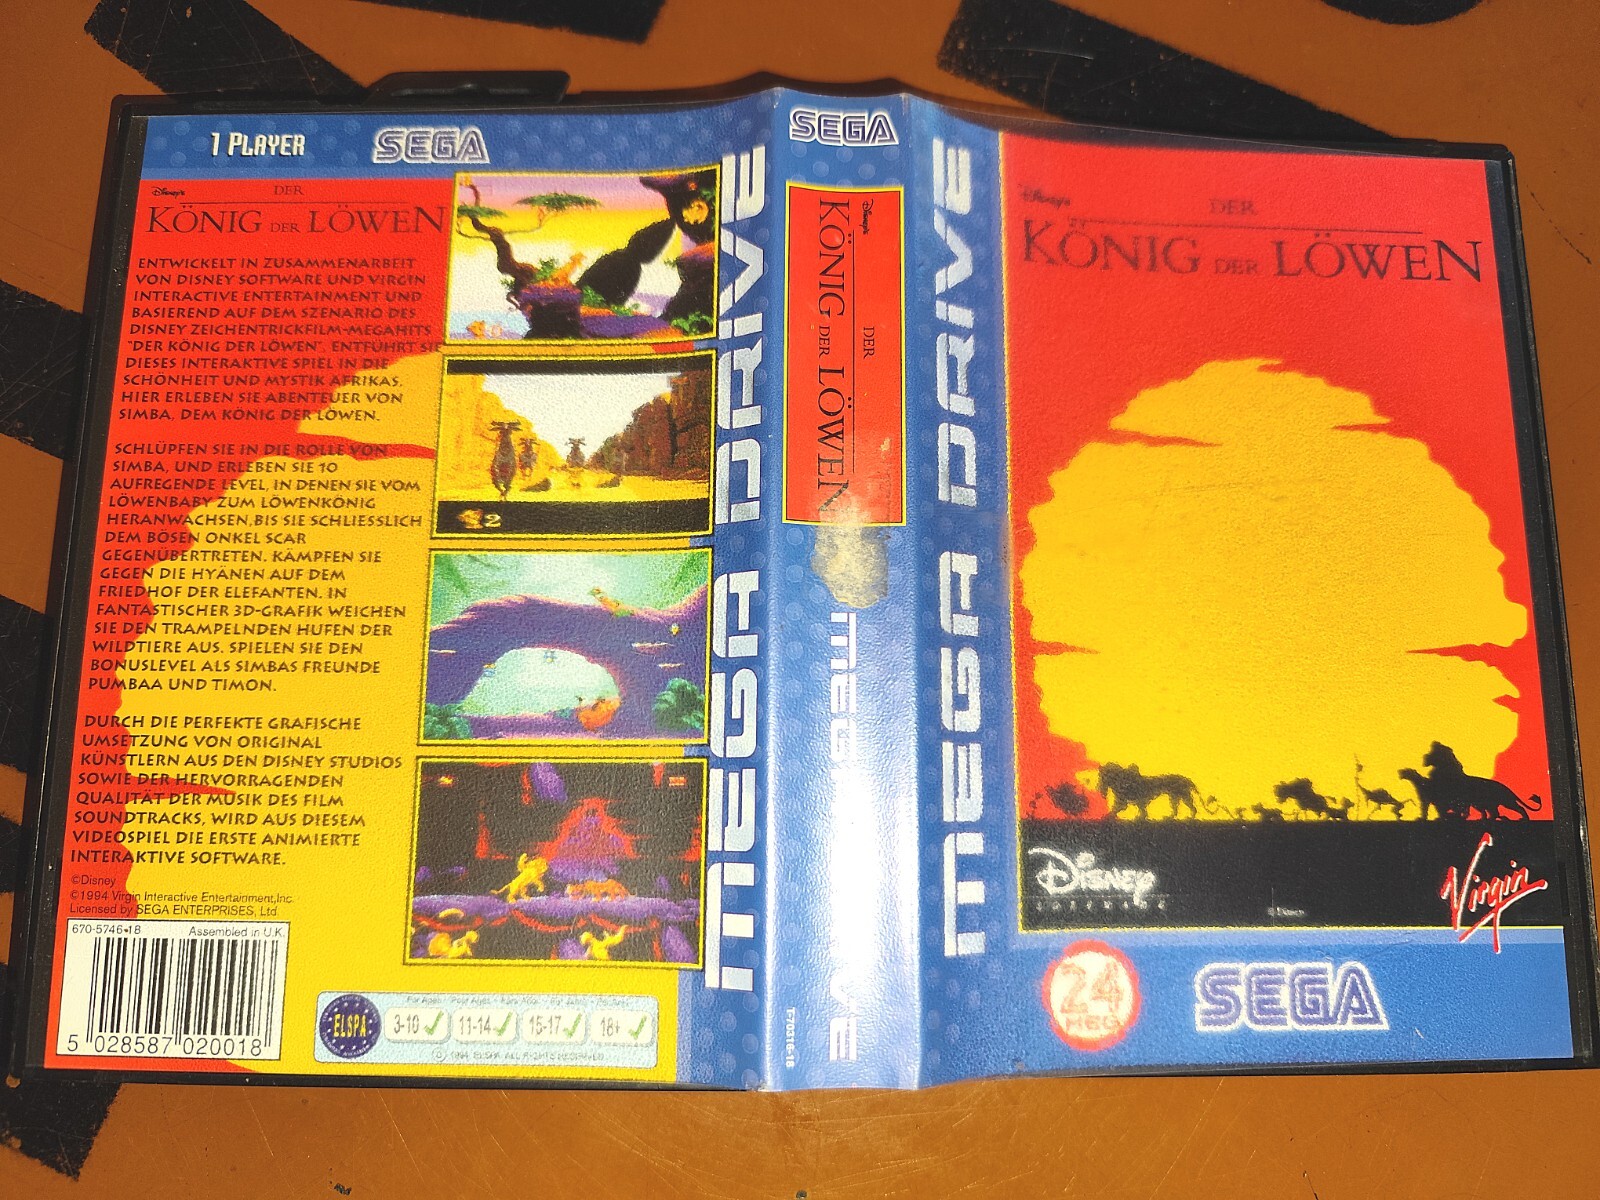 1 PLAYER
SEGA
Disney's
DER
KÖNIG DER LÖWEN
ENTWICKELT IN ZUSAMMENARBEIT
VON DISNEY SOFTWARE UND VIRGIN
INTERACTIVE ENTERTAINMENT UND
BASIEREND AUF DEM SZENARIO DES
DISNEY ZEICHENTRICKFILM-MEGAHITS
"DER KÖNIG DER LÖWEN", ENTFÜHRT SIE
DIESES INTERAKTIVE SPIEL IN DIE
SCHÖNHEIT UND MYSTIK AFRIKAS.
HIER ERLEBEN SIE ABENTEUER VON
SIMBA, DEM KÖNIG DER LÖWEN.
SCHLÜPFEN SIE IN DIE ROLLE VON
SIMBA, UND ERLEBEN SIE 10
AUFREGENDE LEVEL, IN DENEN SIE VOM
LÖWENBABY ZUM LÖWENKÖNIG
HERANWACHSEN, BIS SIE SCHLIESSLICH
DEM BÖSEN ONKEL SCAR
GEGENÜBERTRETEN. KÄMPFEN SIE
GEGEN DIE HYÄNEN AUF DEM
FRIEDHOF DER ELEFANTEN. IN
FANTASTISCHER 3D-GRAFIK WEICHEN
SIE DEN TRAMPELNDEN HUFEN DER
WILDTIERE AUS. SPIELEN SIE DEN
BONUSLEVEL ALS SIMBAS FREUNDE
PUMBAA UND TIMON.
DURCH DIE PERFEKTE GRAFISCHE
UMSETZUNG VON ORIGINAL
KÜNSTLERN AUS DEN DISNEY STUDIOS
SOWIE DER HERVORRAGENDEN
QUALITÄT DER MUSIK DES FILM
SOUNDTRACKS, WIRD AUS DIESEM
VIDEOSPIEL DIE ERSTE ANIMIERTE
INTERAKTIVE SOFTWARE.
©Disney
©1994 Virgin Interactive Entertainment,Inc.
Licensed by SEGA ENTERPRISES, Ltd.
670-5746-18 Assembled in U.K.
5 028587 020018
2
ELSPA
3-10 11-14 15-17 18+
© 1994 ELSPA ALL RIGHTS RESERVED
MEGA DRIVE
SEGA
Disney's
DER
KÖNIG DER LÖWEN
T-70316-18
MEGA DRIVE
Disney's
DER
KÖNIG DER LÖWEN
Disney
SOFTWARE
©Disney
Virgin
24
MEG
SEGA